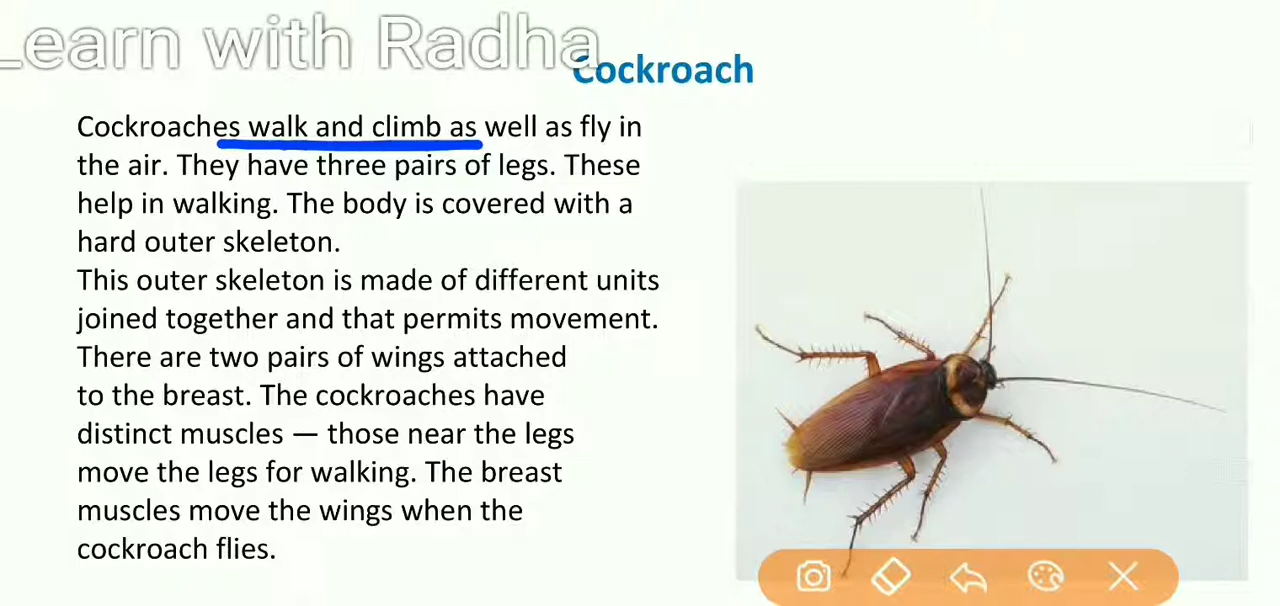 Learn with Radha
Cockroach
Cockroaches walk and climb as well as fly in
the air. They have three pairs of legs. These
help in walking. The body is covered with a
hard outer skeleton.
This outer skeleton is made of different units
joined together and that permits movement.
There are two pairs of wings attached
to the breast. The cockroaches have
distinct muscles — those near the legs
move the legs for walking. The breast
muscles move the wings when the
cockroach flies.